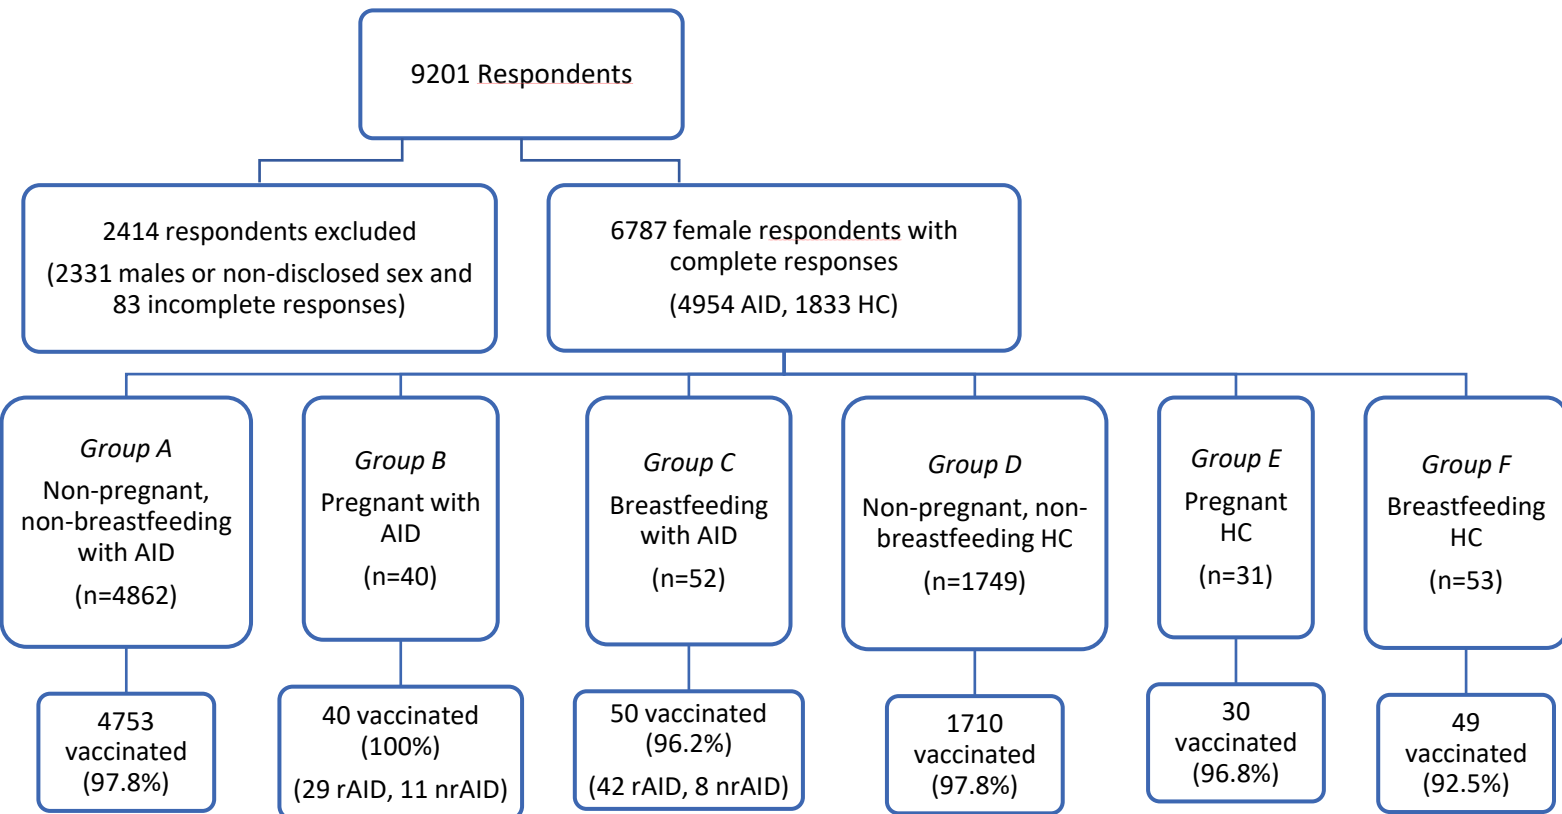 9201 Respondents
2414 respondents excluded
(2331 males or non-disclosed sex and
83 incomplete responses)
6787 female respondents with
complete responses
(4954 AID, 1833 HC)
Group A
Non-pregnant,
non-breastfeeding
with AID
(n=4862)
Group B
Pregnant with
AID
(n=40)
Group C
Breastfeeding
with AID
(n=52)
Group D
Non-pregnant, non-
breastfeeding HC
(n=1749)
Group E
Pregnant
HC
(n=31)
Group F
Breastfeeding
HC
(n=53)
4753
vaccinated
(97.8%)
40 vaccinated
(100%)
(29 rAID, 11 nrAID)
50 vaccinated
(96.2%)
(42 rAID, 8 nrAID)
1710
vaccinated
(97.8%)
30
vaccinated
(96.8%)
49
vaccinated
(92.5%)